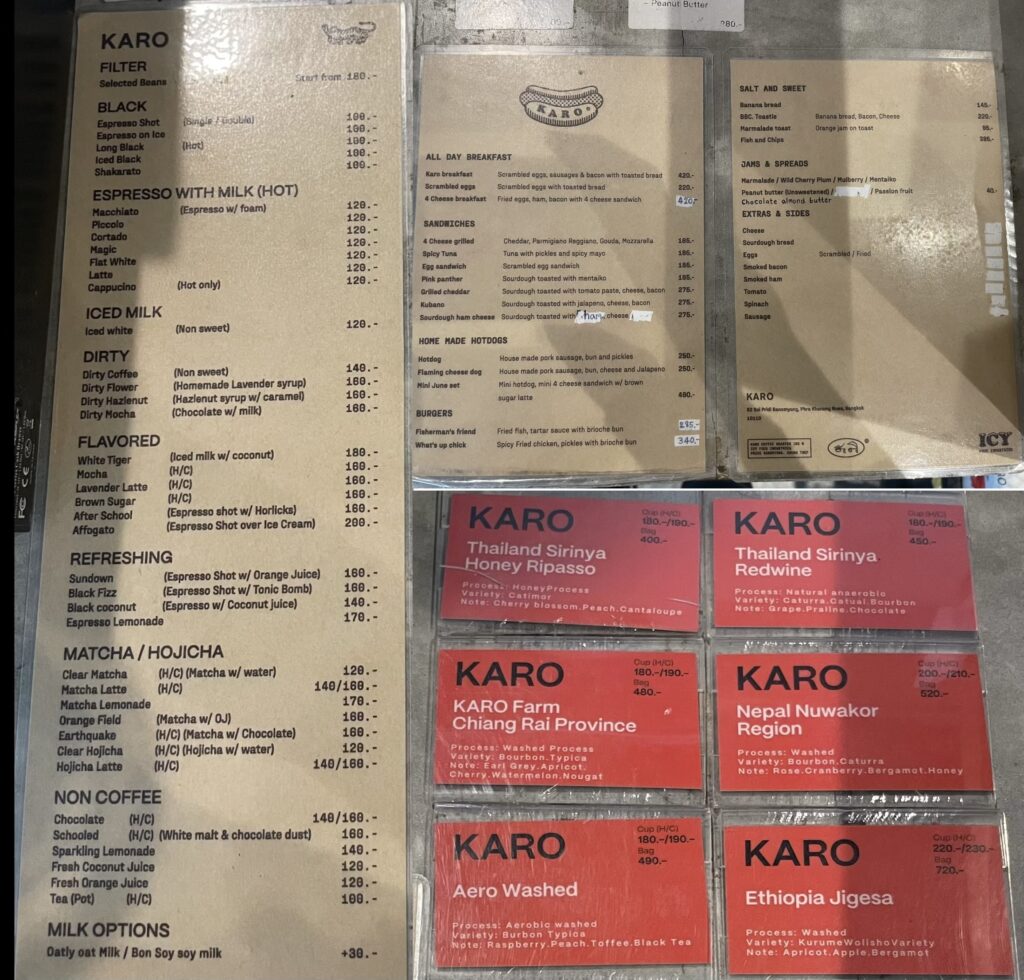 KARO
FILTER
Selected Beans Start from 180.-
BLACK
Espresso Shot (Single / Double) 100.-
Espresso on Ice 100.-
Long Black (Hot) 100.-
Iced Black 100.-
Shakarato 100.-
ESPRESSO WITH MILK (HOT)
Macchiato (Espresso w/ foam) 120.-
Piccolo 120.-
Cortado 120.-
Magic 120.-
Flat White 120.-
Latte 120.-
Cappucino (Hot only) 120.-
ICED MILK
Iced white (Non sweet) 120.-
DIRTY
Dirty Coffee (Non sweet) 140.-
Dirty Flower (Homemade Lavender syrup) 160.-
Dirty Hazlenut (Hazlenut syrup w/ caramel) 160.-
Dirty Mocha (Chocolate w/ milk) 160.-
FLAVORED
White Tiger (Iced milk w/ coconut) 180.-
Mocha (H/C) 160.-
Lavender Latte (H/C) 160.-
Brown Sugar (H/C) 160.-
After School (Espresso shot w/ Horlicks) 160.-
Affogato (Espresso Shot over Ice Cream) 200.-
REFRESHING
Sundown (Espresso Shot w/ Orange Juice) 160.-
Black Fizz (Espresso Shot w/ Tonic Bomb) 160.-
Black coconut (Espresso w/ Coconut juice) 140.-
Espresso Lemonade 170.-
MATCHA / HOJICHA
Clear Matcha (H/C) (Matcha w/ water) 120.-
Matcha Latte (H/C) 140/160.-
Matcha Lemonade 170.-
Orange Field (Matcha w/ OJ) 160.-
Earthquake (H/C) (Matcha w/ Chocolate) 160.-
Clear Hojicha (H/C) (Hojicha w/ water) 120.-
Hojicha Latte (H/C) 140/160.-
NON COFFEE
Chocolate (H/C) 140/160.-
Schooled (H/C) (White malt & chocolate dust) 160.-
Sparkling Lemonade 140.-
Fresh Coconut Juice 120.-
Fresh Orange Juice 120.-
Tea (Pot) (H/C) 100.-
MILK OPTIONS
Oatly oat Milk / Bon Soy soy milk +30.-
- Peanut Butter
280.-
KARO
ALL DAY BREAKFAST
Karo breakfast Scrambled eggs, sausages & bacon with toasted bread 420.-
Scrambled eggs Scrambled eggs with toasted bread 220.-
4 Cheese breakfast Fried eggs, ham, bacon with 4 cheese sandwich 420.-
SANDWICHES
4 Cheese grilled Cheddar, Parmigiano Reggiano, Gouda, Mozzarella 185.-
Spicy Tuna Tuna with pickles and spicy mayo 185.-
Egg sandwich Scrambled egg sandwich 185.-
Pink panther Sourdough toasted with mentaiko 185.-
Grilled cheddar Sourdough toasted with tomato paste, cheese, bacon 275.-
Kubano Sourdough toasted with jalapeno, cheese, bacon 275.-
Sourdough ham cheese Sourdough toasted with ham, cheese 275.-
HOME MADE HOTDOGS
Hotdog House made pork sausage, bun and pickles 250.-
Flaming cheese dog House made pork sausage, bun, cheese and Jalapeno 250.-
Mini June set Mini hotdog, mini 4 cheese sandwich w/ brown
sugar latte 480.-
BURGERS
Fisherman's friend Fried fish, tartar sauce with brioche bun 295.-
What's up chick Spicy Fried chicken, pickles with brioche bun 340.-
SALT AND SWEET
Banana bread 145.-
BBC. Toastie Banana bread, Bacon, Cheese 220.-
Marmalade toast Orange jam on toast 95.-
Fish and Chips 395.-
JAMS & SPREADS
Marmalade / Wild Cherry Plum / Mulberry / Mentaiko
Peanut butter (Unsweetened) / / Passion fruit 40.-
Chocolate almond butter
EXTRAS & SIDES
Cheese
Sourdough bread
Eggs Scrambled / Fried
Smoked bacon
Smoked ham
Tomato
Spinach
Sausage
KARO
Phra Khanong Nuea, Bangkok
10110
ICY
KARO
Thailand Sirinya
Honey Ripasso
Cup (H/C)
180.-/190.-
Bag
400.-
Process: HoneyProcess
Variety: Catimor
Note: Cherry blossom.Peach.Cantaloupe
KARO
Thailand Sirinya
Redwine
Cup (H/C)
180.-/190.-
Bag
450.-
Process: Natural anaerobic
Variety: Caturra.Catuai.Bourbon
Note: Grape.Praline.Chocolate
KARO
KARO Farm
Chiang Rai Province
Cup (H/C)
180.-/190.-
Bag
480.-
Process: Washed Process
Variety: Bourbon.Typica
Note: Earl Grey.Apricot.
Cherry.Watermelon.Nougat
KARO
Nepal Nuwakor
Region
Cup (H/C)
200.-/210.-
Bag
520.-
Process: Washed
Variety: Bourbon.Caturra
Note: Rose.Cranberry.Bergamot.Honey
KARO
Aero Washed
Cup (H/C)
180.-/190.-
Bag
490.-
Process: Aerobic washed
Variety: Burbon Typica
Note: Raspberry.Peach.Toffee.Black Tea
KARO
Ethiopia Jigesa
Cup (H/C)
220.-/230.-
Bag
720.-
Process: Washed
Variety: KurumeWolishoVariety
Note: Apricot.Apple.Bergamot